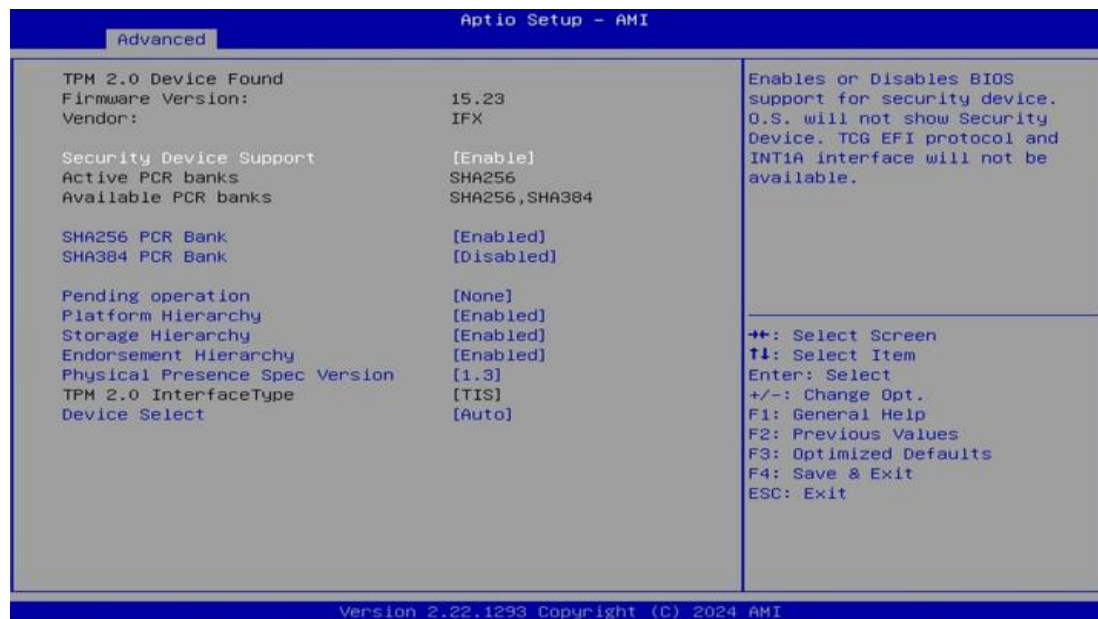 Aptio Setup – AMI
Advanced
TPM 2.0 Device Found
Firmware Version: 15.23
Vendor: IFX
Security Device Support [Enable]
Active PCR banks SHA256
Available PCR banks SHA256,SHA384
SHA256 PCR Bank [Enabled]
SHA384 PCR Bank [Disabled]
Pending operation [None]
Platform Hierarchy [Enabled]
Storage Hierarchy [Enabled]
Endorsement Hierarchy [Enabled]
Physical Presence Spec Version [1.3]
TPM 2.0 InterfaceType [TIS]
Device Select [Auto]
Enables or Disables BIOS
support for security device.
O.S. will not show Security
Device. TCG EFI protocol and
INT1A interface will not be
available.
→←: Select Screen
↑↓: Select Item
Enter: Select
+/-: Change Opt.
F1: General Help
F2: Previous Values
F3: Optimized Defaults
F4: Save & Exit
ESC: Exit
Version 2.22.1293 Copyright (C) 2024 AMI